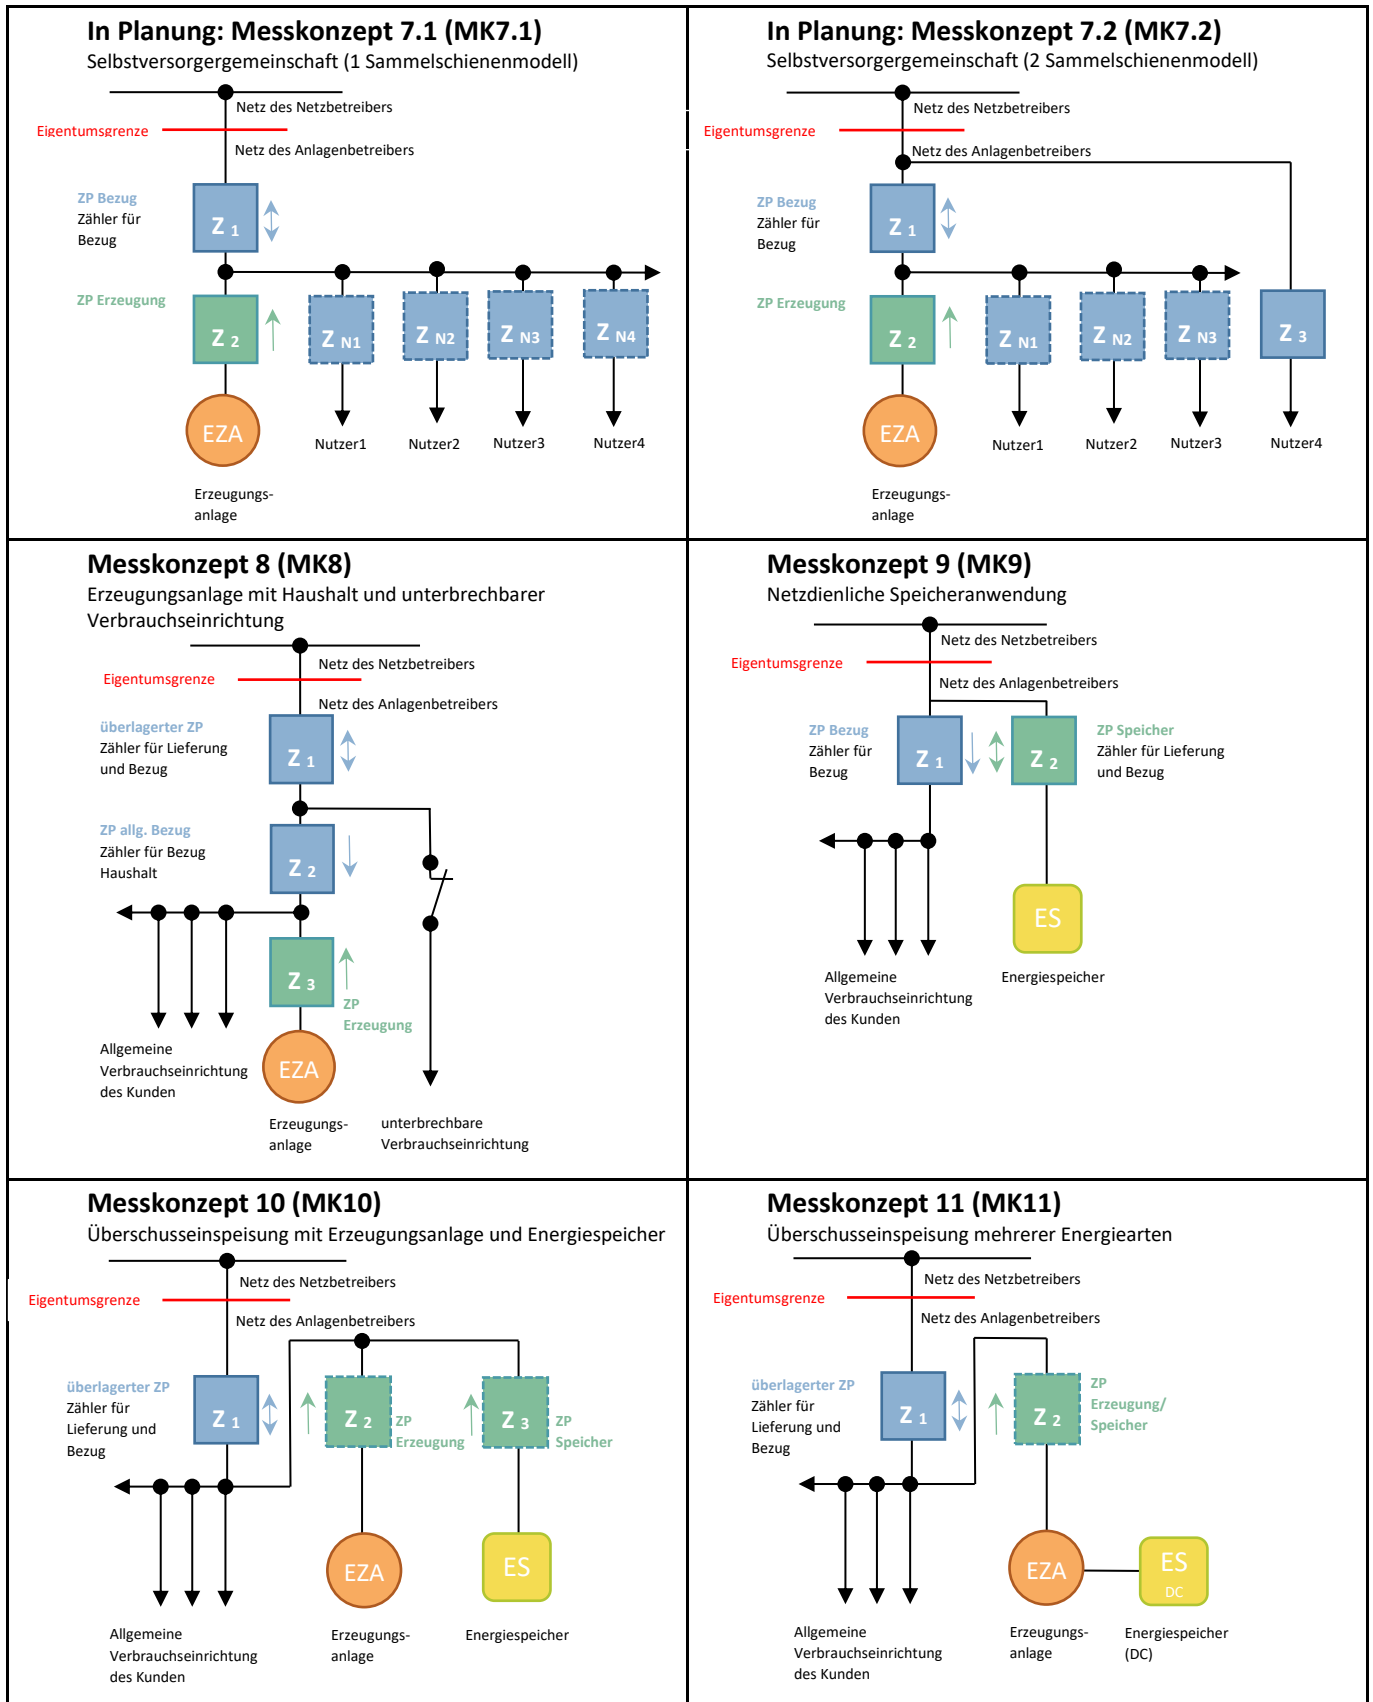 In Planung: Messkonzept 7.1 (MK7.1)
Selbstversorgergemeinschaft (1 Sammelschienenmodell)
Netz des Netzbetreibers
Eigentumsgrenze
Netz des Anlagenbetreibers
ZP Bezug
Zähler für
Bezug
Z 1
ZP Erzeugung
Z 2
Z N1
Z N2
Z N3
Z N4
EZA
Nutzer1
Nutzer2
Nutzer3
Nutzer4
Erzeugungs-
anlage
In Planung: Messkonzept 7.2 (MK7.2)
Selbstversorgergemeinschaft (2 Sammelschienenmodell)
Netz des Netzbetreibers
Eigentumsgrenze
Netz des Anlagenbetreibers
ZP Bezug
Zähler für
Bezug
Z 1
ZP Erzeugung
Z 2
Z N1
Z N2
Z N3
Z 3
EZA
Nutzer1
Nutzer2
Nutzer3
Nutzer4
Erzeugungs-
anlage
Messkonzept 8 (MK8)
Erzeugungsanlage mit Haushalt und unterbrechbarer
Verbrauchseinrichtung
Netz des Netzbetreibers
Eigentumsgrenze
Netz des Anlagenbetreibers
überlagerter ZP
Zähler für Lieferung
und Bezug
Z 1
ZP allg. Bezug
Zähler für Bezug
Haushalt
Z 2
Z 3
ZP
Erzeugung
Allgemeine
Verbrauchseinrichtung
des Kunden
EZA
Erzeugungs-
anlage
unterbrechbare
Verbrauchseinrichtung
Messkonzept 9 (MK9)
Netzdienliche Speicheranwendung
Netz des Netzbetreibers
Eigentumsgrenze
Netz des Anlagenbetreibers
ZP Bezug
Zähler für
Bezug
Z 1
Z 2
ZP Speicher
Zähler für Lieferung
und Bezug
ES
Allgemeine
Verbrauchseinrichtung
des Kunden
Energiespeicher
Messkonzept 10 (MK10)
Überschusseinspeisung mit Erzeugungsanlage und Energiespeicher
Netz des Netzbetreibers
Eigentumsgrenze
Netz des Anlagenbetreibers
überlagerter ZP
Zähler für
Lieferung und
Bezug
Z 1
Z 2
ZP
Erzeugung
Z 3
ZP
Speicher
EZA
ES
Allgemeine
Verbrauchseinrichtung
des Kunden
Erzeugungs-
anlage
Energiespeicher
Messkonzept 11 (MK11)
Überschusseinspeisung mehrerer Energiearten
Netz des Netzbetreibers
Eigentumsgrenze
Netz des Anlagenbetreibers
überlagerter ZP
Zähler für
Lieferung und
Bezug
Z 1
Z 2
ZP
Erzeugung/
Speicher
EZA
ES
DC
Allgemeine
Verbrauchseinrichtung
des Kunden
Erzeugungs-
anlage
Energiespeicher
(DC)